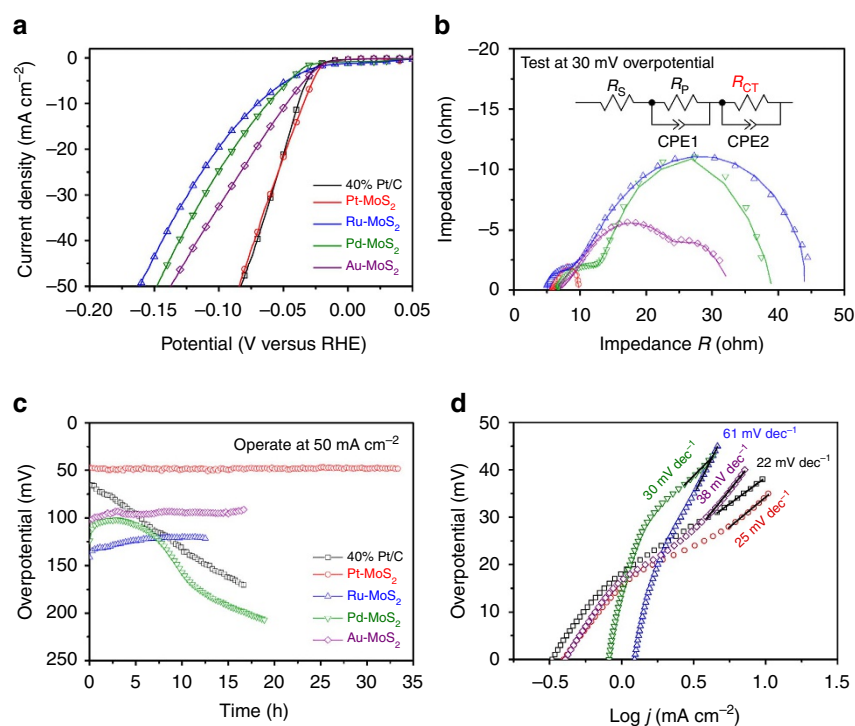 a
Current density (mA cm⁻²)
0
−10
−20
−30
−40
−50
40% Pt/C
Pt-MoS₂
Ru-MoS₂
Pd-MoS₂
Au-MoS₂
−0.20 −0.15 −0.10 −0.05 0.00 0.05
Potential (V versus RHE)
b
Impedance (ohm)
−20
−15
−10
−5
0
Test at 30 mV overpotential
R_S R_P R_CT
CPE1 CPE2
0 10 20 30 40 50
Impedance R (ohm)
c
Overpotential (mV)
0
50
100
150
200
250
Operate at 50 mA cm⁻²
40% Pt/C
Pt-MoS₂
Ru-MoS₂
Pd-MoS₂
Au-MoS₂
0 5 10 15 20 25 30 35
Time (h)
d
Overpotential (mV)
50
40
30
20
10
0
61 mV dec⁻¹
30 mV dec⁻¹
38 mV dec⁻¹
22 mV dec⁻¹
25 mV dec⁻¹
−0.5 0.0 0.5 1.0 1.5
Log j (mA cm⁻²)